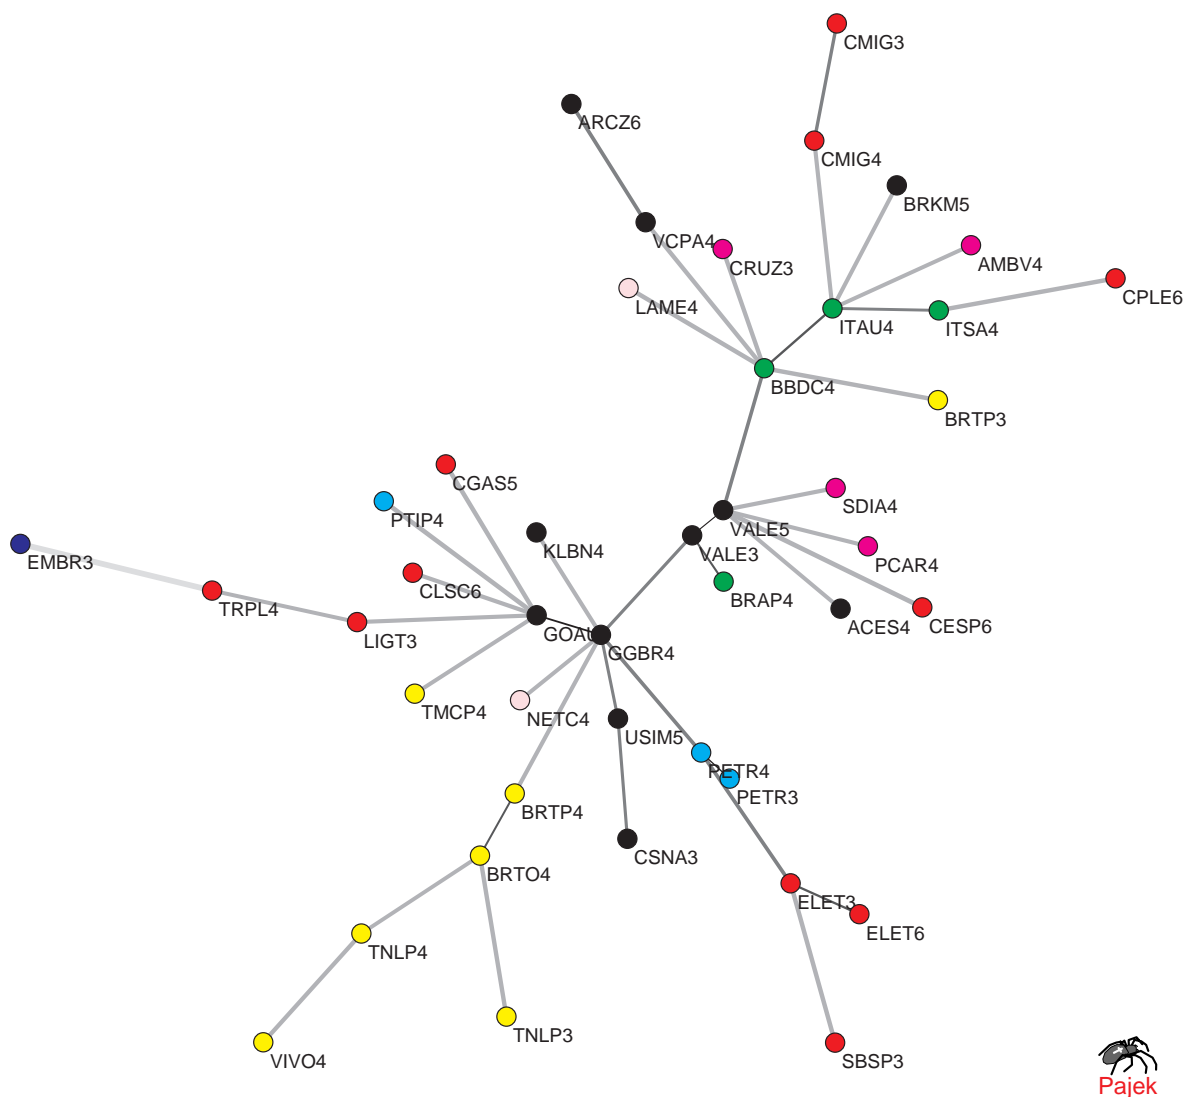 CMIG3
ARCZ6
CMIG4
BRKM5
VCPA4
CRUZ3
AMBV4
CPLE6
LAME4
ITAU4
ITSA4
BBDC4
BRTP3
CGAS5
SDIA4
PTIP4
VALE5
KLBN4
VALE3
EMBR3
PCAR4
CLSC6
BRAP4
TRPL4
ACES4
CESP6
LIGT3
GOAU
GGBR4
TMCP4
NETC4
USIM5
PETR4
PETR3
BRTP4
CSNA3
BRTO4
ELET3
ELET6
TNLP4
TNLP3
VIVO4
SBSP3
Pajek